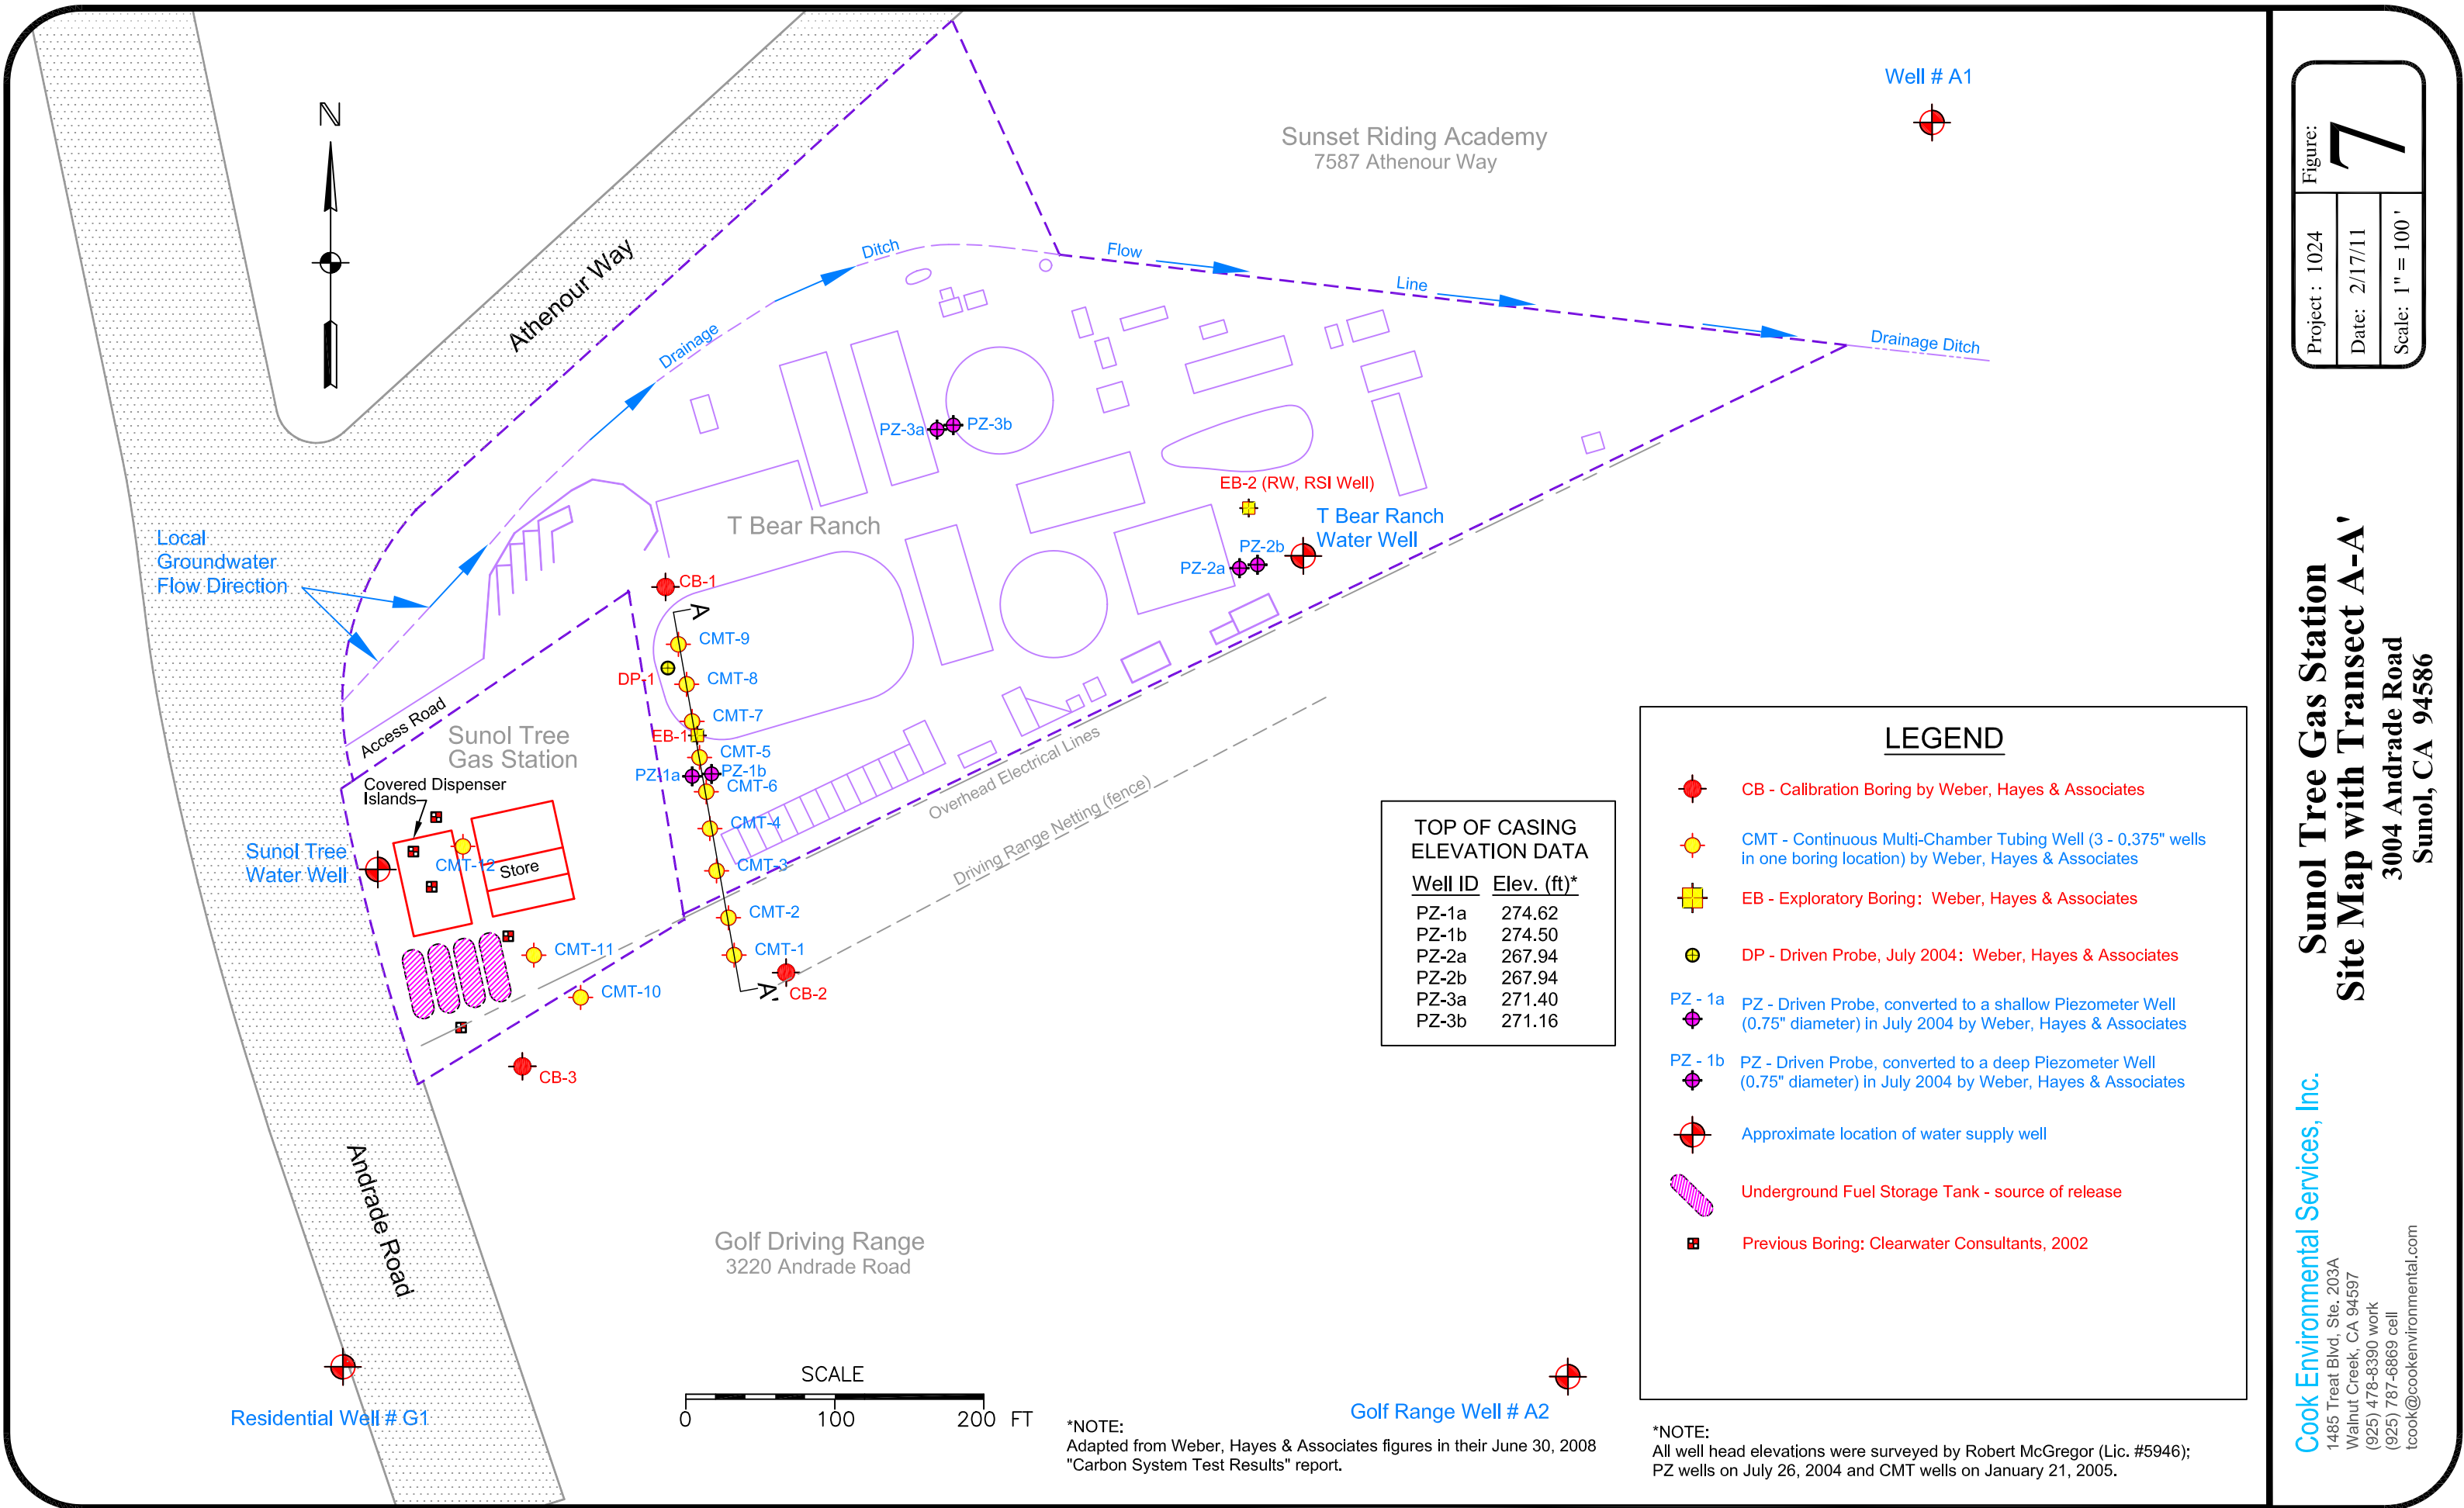 N
Well # A1
Sunset Riding Academy
7587 Athenour Way
Athenour Way
Drainage
Ditch
Flow
Line
Drainage Ditch
PZ-3a
PZ-3b
EB-2 (RW, RSI Well)
T Bear Ranch
Water Well
PZ-2b
PZ-2a
T Bear Ranch
Local
Groundwater
Flow Direction
CB-1
A
CMT-9
DP-1
CMT-8
CMT-7
EB-1
CMT-5
PZ-1a
PZ-1b
CMT-6
CMT-4
CMT-3
CMT-2
CMT-1
A'
CB-2
Access Road
Sunol Tree
Gas Station
Covered Dispenser
Islands
Sunol Tree
Water Well
CMT-12
Store
CMT-11
CMT-10
CB-3
Overhead Electrical Lines
Driving Range Netting (fence)
Andrade Road
Golf Driving Range
3220 Andrade Road
Residential Well # G1
Golf Range Well # A2
SCALE
0 100 200 FT
*NOTE:
Adapted from Weber, Hayes & Associates figures in their June 30, 2008
"Carbon System Test Results" report.
TOP OF CASING
ELEVATION DATA
Well ID Elev. (ft)*
PZ-1a 274.62
PZ-1b 274.50
PZ-2a 267.94
PZ-2b 267.94
PZ-3a 271.40
PZ-3b 271.16
LEGEND
CB - Calibration Boring by Weber, Hayes & Associates
CMT - Continuous Multi-Chamber Tubing Well (3 - 0.375" wells
in one boring location) by Weber, Hayes & Associates
EB - Exploratory Boring: Weber, Hayes & Associates
DP - Driven Probe, July 2004: Weber, Hayes & Associates
PZ - 1a
PZ - Driven Probe, converted to a shallow Piezometer Well
(0.75" diameter) in July 2004 by Weber, Hayes & Associates
PZ - 1b
PZ - Driven Probe, converted to a deep Piezometer Well
(0.75" diameter) in July 2004 by Weber, Hayes & Associates
Approximate location of water supply well
Underground Fuel Storage Tank - source of release
Previous Boring: Clearwater Consultants, 2002
*NOTE:
All well head elevations were surveyed by Robert McGregor (Lic. #5946);
PZ wells on July 26, 2004 and CMT wells on January 21, 2005.
Cook Environmental Services, Inc.
1485 Treat Blvd, Ste. 203A
Walnut Creek, CA 94597
(925) 478-8390 work
(925) 787-6869 cell
tcook@cookenvironmental.com
Sunol Tree Gas Station
Site Map with Transect A-A'
3004 Andrade Road
Sunol, CA 94586
Project : 1024
Date: 2/17/11
Scale: 1" = 100 '
Figure:
7